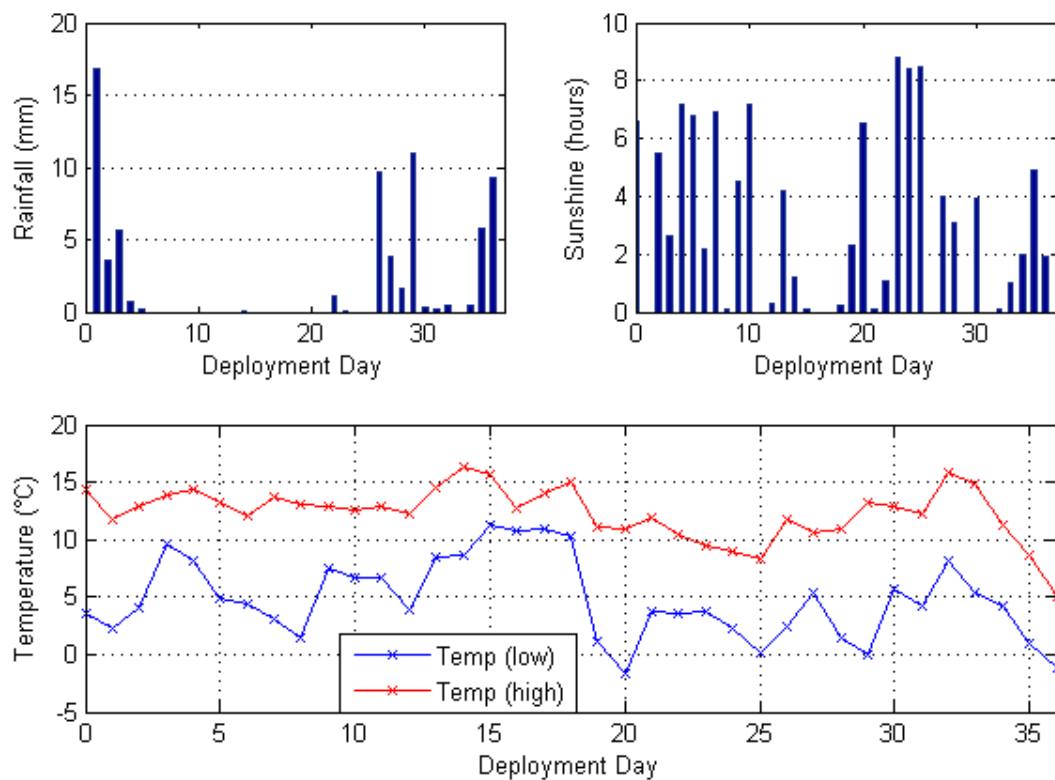 20
15
10
5
0
Rainfall (mm)
0 10 20 30
Deployment Day
10
8
6
4
2
0
Sunshine (hours)
0 10 20 30
Deployment Day
20
15
10
5
0
-5
Temperature (°C)
Temp (low)
Temp (high)
0 5 10 15 20 25 30 35
Deployment Day